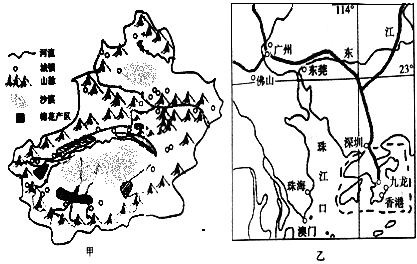 河流
城镇
山脉
沙漠
棉花产区
甲
114°
广州
东
江
佛山
东莞
23°
深圳
珠
江
口
珠海
九龙
香港
澳门
乙